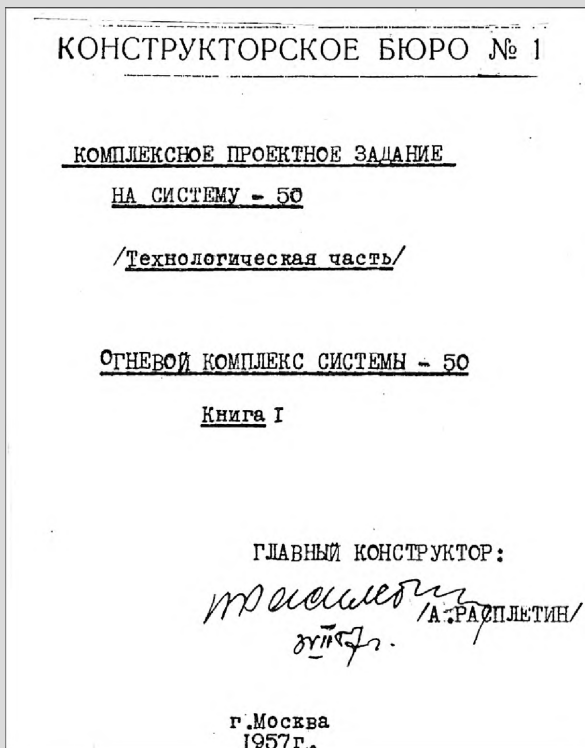 КОНСТРУКТОРСКОЕ БЮРО № 1
КОМПЛЕКСНОЕ ПРОЕКТНОЕ ЗАДАНИЕ
НА СИСТЕМУ - 50
/Технологическая часть/
ОГНЕВОЙ КОМПЛЕКС СИСТЕМЫ - 50
Книга I
ГЛАВНЫЙ КОНСТРУКТОР:
/А.РАСПЛЕТИН/
г.Москва
1957г.